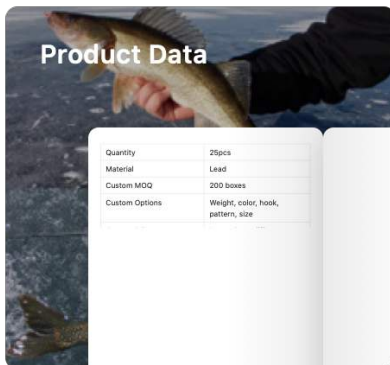 Product Data
Quantity 25pcs
Material Lead
Custom MOQ 200 boxes
Custom Options Weight, color, hook,
pattern, size